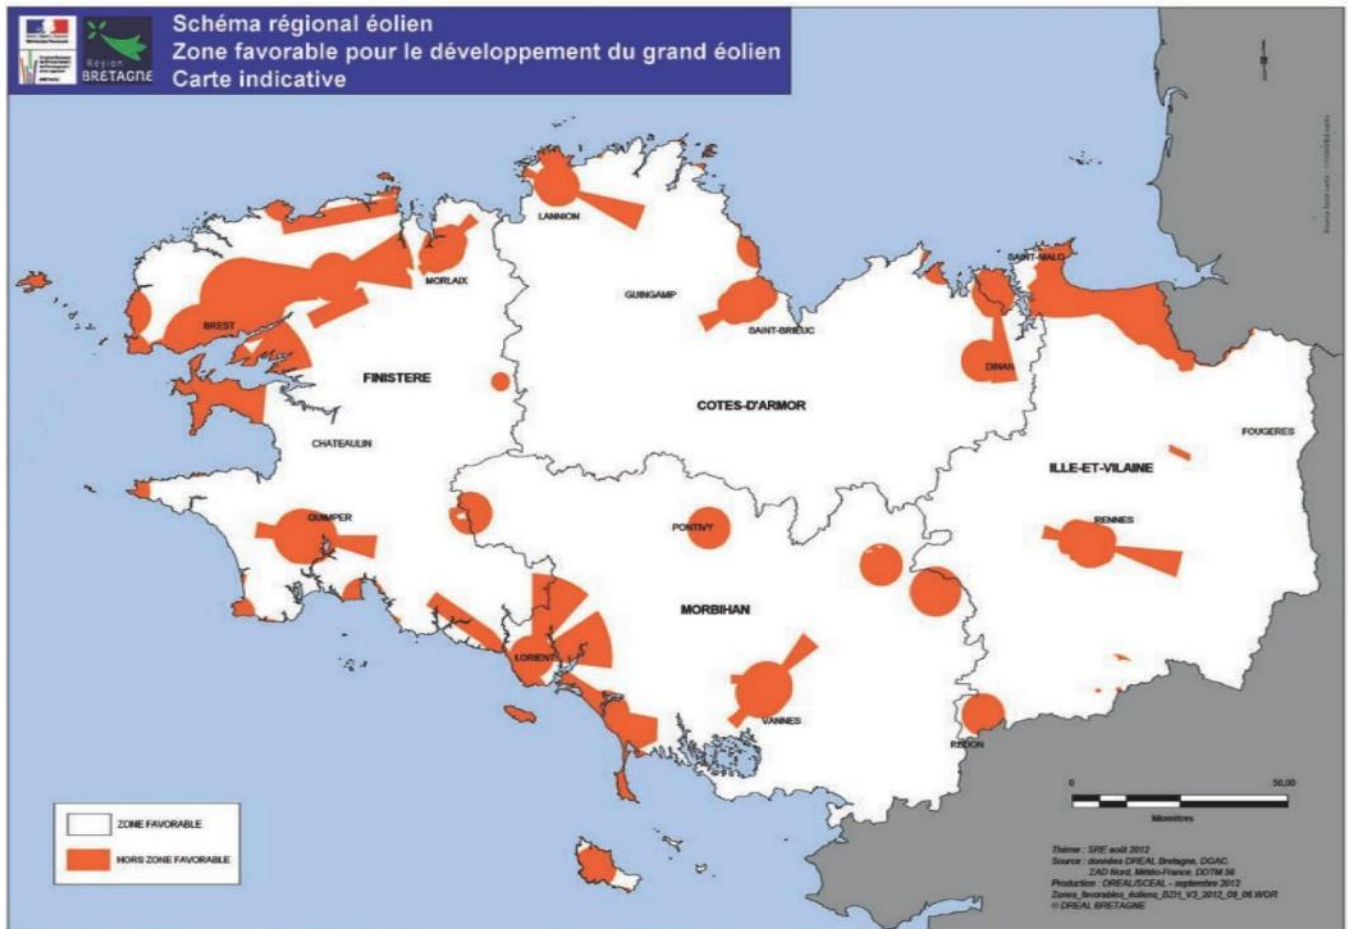 Schéma régional éolien
Zone favorable pour le développement du grand éolien
Carte indicative
Région
BRETAGNE
LANNION
MORLAIX
GUINGAMP
SAINT-BRIEUC
SAINT-MALO
BREST
FINISTERE
DINAN
COTES-D'ARMOR
CHATEAULIN
FOUGERES
ILLE-ET-VILAINE
QUIMPER
PONTIVY
RENNES
MORBIHAN
LORIENT
VANNES
REDON
ZONE FAVORABLE
HORS ZONE FAVORABLE
0 50,00
kilomètres
Thème : SRE août 2012
Source : données DREAL Bretagne, DGAC,
ZAD Nord, Météo-France, DDTM 56
Production : DREAL/SCEAL - septembre 2012
Zones_favorables_éoliens_BZH_V3_2012_09_06.WOR
© DREAL BRETAGNE